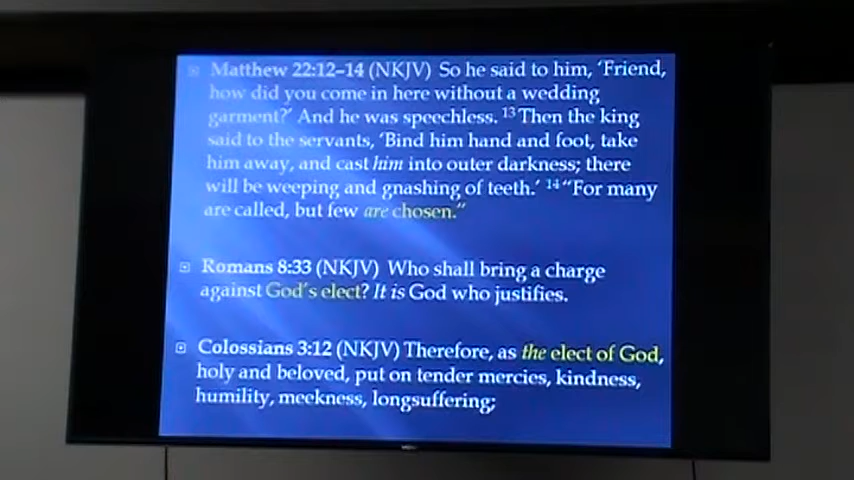 Matthew 22:12–14 (NKJV) So he said to him, 'Friend,
how did you come in here without a wedding
garment?' And he was speechless. 13 Then the king
said to the servants, 'Bind him hand and foot, take
him away, and cast him into outer darkness; there
will be weeping and gnashing of teeth.' 14 "For many
are called, but few are chosen."
Romans 8:33 (NKJV) Who shall bring a charge
against God's elect? It is God who justifies.
Colossians 3:12 (NKJV) Therefore, as the elect of God,
holy and beloved, put on tender mercies, kindness,
humility, meekness, longsuffering;